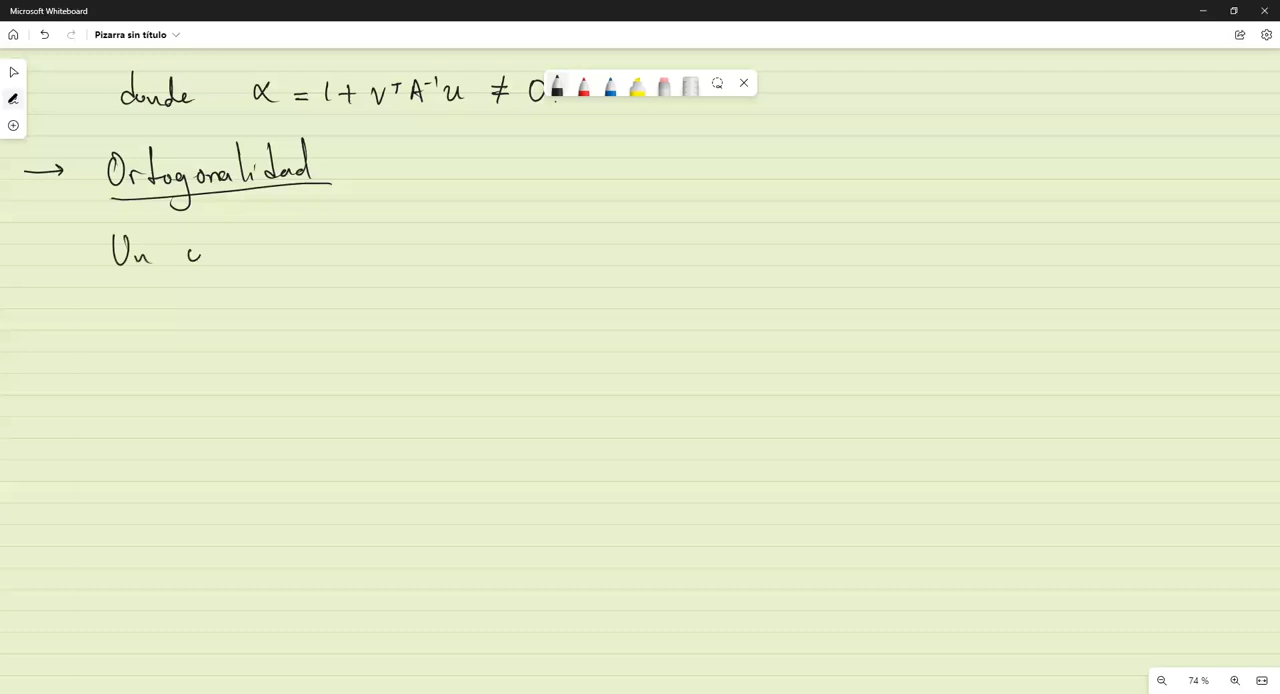 Microsoft Whiteboard
Pizarra sin título
donde α = 1 + vᵀA⁻¹u ≠ 0.
→ Ortogonalidad
Un c
74 %